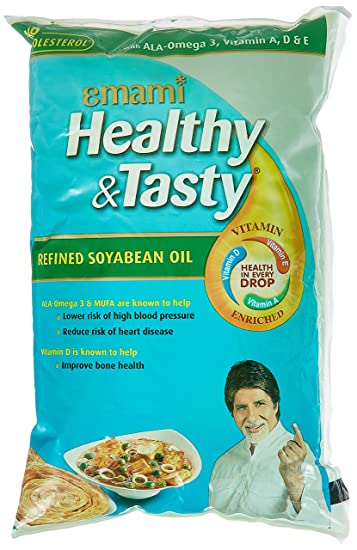 CHOLESTEROL
with ALA-Omega 3, Vitamin A, D & E
emami
Healthy
&Tasty®
REFINED SOYABEAN OIL
VITAMIN
Vitamin D
Vitamin E
HEALTH
IN EVERY
DROP
Vitamin A
ENRICHED
ALA-Omega 3 & MUFA are known to help
Lower risk of high blood pressure
Reduce risk of heart disease
Vitamin D is known to help
Improve bone health